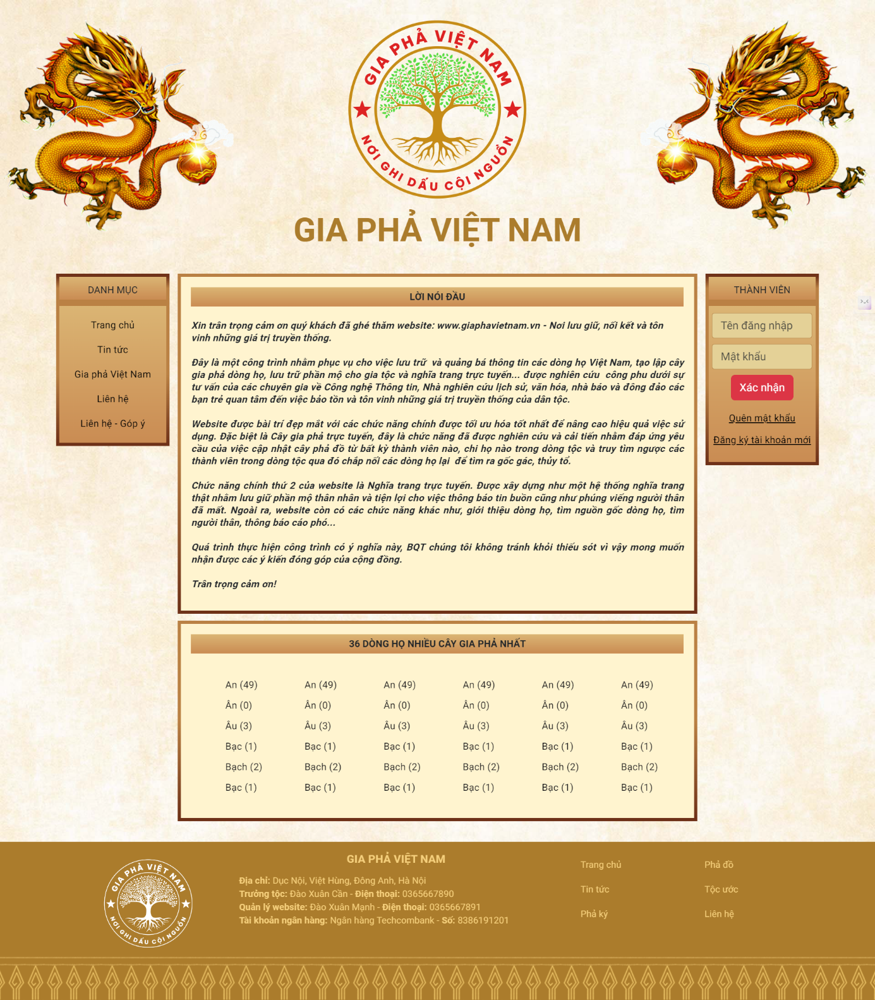 GIA PHẢ VIỆT NAM
NƠI GHI DẤU CỘI NGUỒN
GIA PHẢ VIỆT NAM
DANH MỤC
Trang chủ
Tin tức
Gia phả Việt Nam
Liên hệ
Liên hệ - Góp ý
LỜI NÓI ĐẦU
Xin trân trọng cảm ơn quý khách đã ghé thăm website: www.giaphavietnam.vn - Nơi lưu giữ, nối kết và tôn
vinh những giá trị truyền thống.
Đây là một công trình nhằm phục vụ cho việc lưu trữ  và quảng bá thông tin các dòng họ Việt Nam, tạo lập cây
gia phả dòng họ, lưu trữ phần mộ cho gia tộc và nghĩa trang trực tuyến... được nghiên cứu  công phu dưới sự
tư vấn của các chuyên gia về Công nghệ Thông tin, Nhà nghiên cứu lịch sử, văn hóa, nhà báo và đông đảo các
bạn trẻ quan tâm đến việc bảo tồn và tôn vinh những giá trị truyền thống của dân tộc.
Website được bài trí đẹp mắt với các chức năng chính được tối ưu hóa tốt nhất để nâng cao hiệu quả việc sử
dụng. Đặc biệt là Cây gia phả trực tuyến, đây là chức năng đã được nghiên cứu và cải tiến nhằm đáp ứng yêu
cầu của việc cập nhật cây phả đồ từ bất kỳ thành viên nào, chi họ nào trong dòng tộc và truy tìm ngược các
thành viên trong dòng tộc qua đó chắp nối các dòng họ lại  để tìm ra gốc gác, thủy tổ.
Chức năng chính thứ 2 của website là Nghĩa trang trực tuyến. Được xây dựng như một hệ thống nghĩa trang
thật nhằm lưu giữ phần mộ thân nhân và tiện lợi cho việc thông báo tin buồn cũng như phúng viếng người thân
đã mất. Ngoài ra, website còn có các chức năng khác như, giới thiệu dòng họ, tìm nguồn gốc dòng họ, tìm
người thân, thông báo cáo phó...
Quá trình thực hiện công trình có ý nghĩa này, BQT chúng tôi không tránh khỏi thiếu sót vì vậy mong muốn
nhận được các ý kiến đóng góp của cộng đồng.
Trân trọng cảm ơn!
THÀNH VIÊN
Tên đăng nhập
Mật khẩu
Xác nhận
Quên mật khẩu
Đăng ký tài khoản mới
36 DÒNG HỌ NHIỀU CÂY GIA PHẢ NHẤT
An (49) An (49) An (49) An (49) An (49) An (49)
Ân (0) Ân (0) Ân (0) Ân (0) Ân (0) Ân (0)
Âu (3) Âu (3) Âu (3) Âu (3) Âu (3) Âu (3)
Bạc (1) Bạc (1) Bạc (1) Bạc (1) Bạc (1) Bạc (1)
Bạch (2) Bạch (2) Bạch (2) Bạch (2) Bạch (2) Bạch (2)
Bạc (1) Bạc (1) Bạc (1) Bạc (1) Bạc (1) Bạc (1)
GIA PHẢ VIỆT NAM
NƠI GHI DẤU CỘI NGUỒN
GIA PHẢ VIỆT NAM
Địa chỉ: Dục Nội, Việt Hùng, Đông Anh, Hà Nội
Trưởng tộc: Đào Xuân Cần - Điện thoại: 0365667890
Quản lý website: Đào Xuân Mạnh - Điện thoại: 0365667891
Tài khoản ngân hàng: Ngân hàng Techcombank - Số: 8386191201
Trang chủ
Tin tức
Phả ký
Phả đồ
Tộc ước
Liên hệ